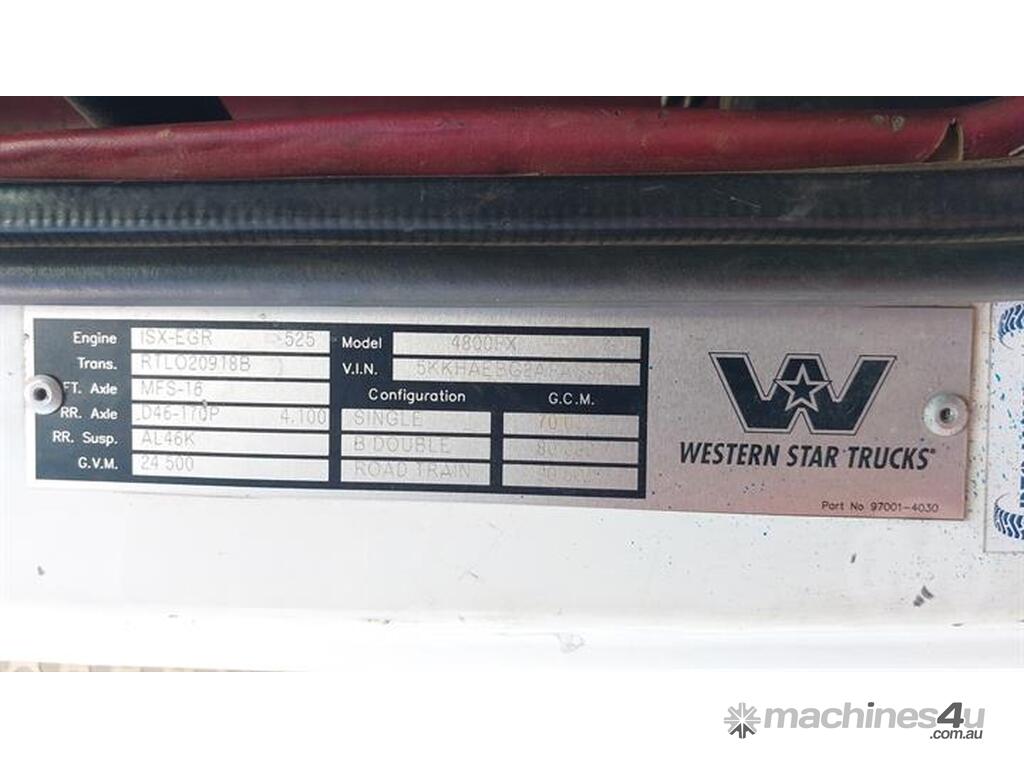 Engine ISX-EGR 525
Trans. RTLO20918B
FT. Axle MFS-16
RR. Axle D46-170P 4.100
RR. Susp. AL46K
G.V.M. 24 500
Model 4800FX
V.I.N.
Configuration G.C.M.
SINGLE
B DOUBLE
ROAD TRAIN
WESTERN STAR TRUCKS
Part No 97001-4030
machines4u
.com.au